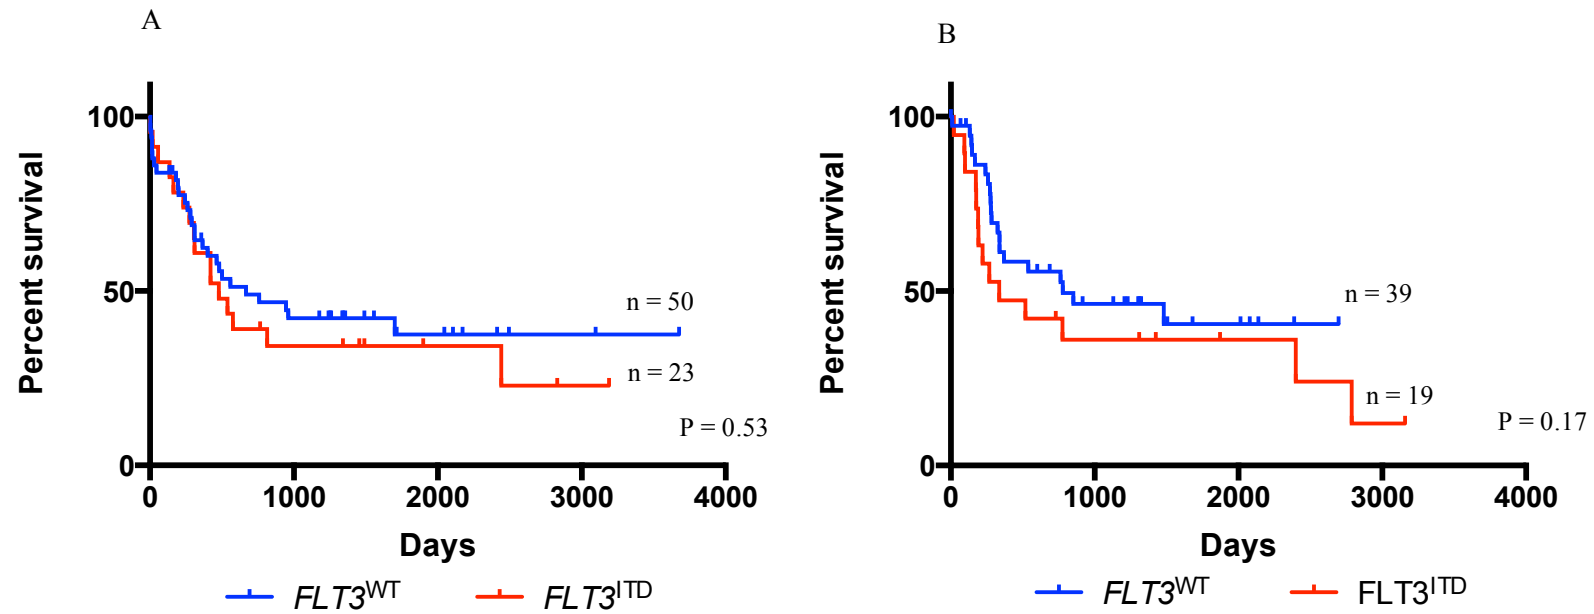 A
100
50
0
Percent survival
n = 50
n = 23
P = 0.53
0 1000 2000 3000 4000
Days
FLT3WT FLT3ITD
B
100
50
0
Percent survival
n = 39
n = 19
P = 0.17
0 1000 2000 3000 4000
Days
FLT3WT FLT3ITD